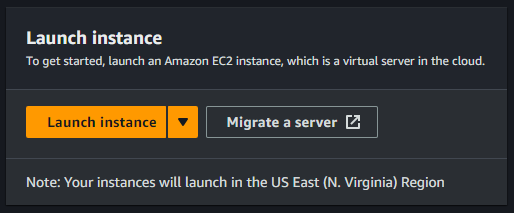 Launch instance
To get started, launch an Amazon EC2 instance, which is a virtual server in the cloud.
Launch instance
Migrate a server
Note: Your instances will launch in the US East (N. Virginia) Region